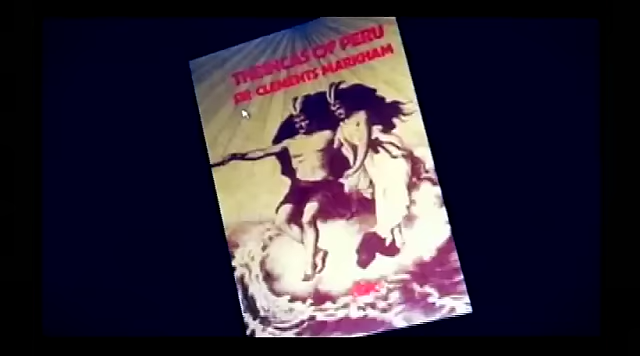 THE INCAS OF PERU
SIR CLEMENTS MARKHAM